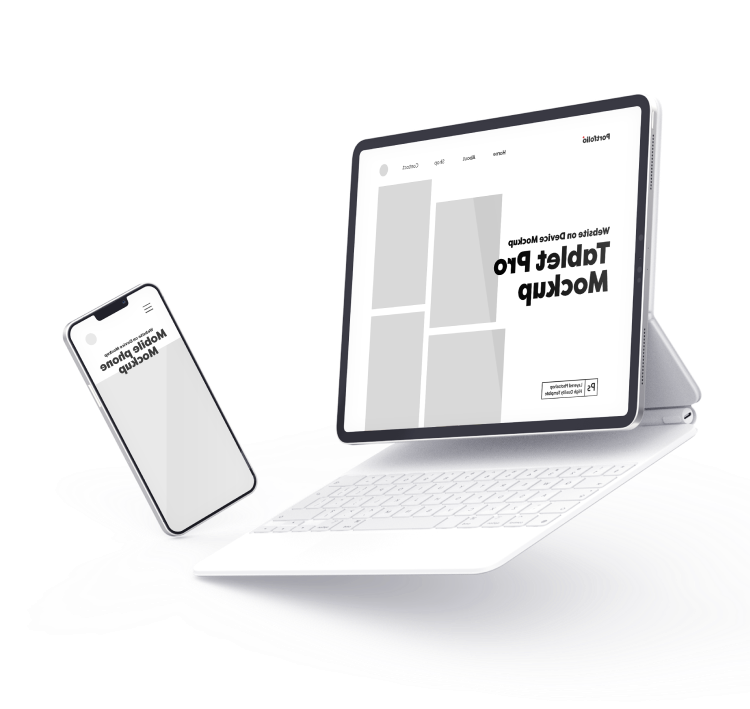 Portfolio
Home About Shop Contact
Website on Device Mockup
Tablet Pro
Mockup
Ps
Layered Photoshop
High Quality Template
Website on Device Mockup
Mobile phone
Mockup